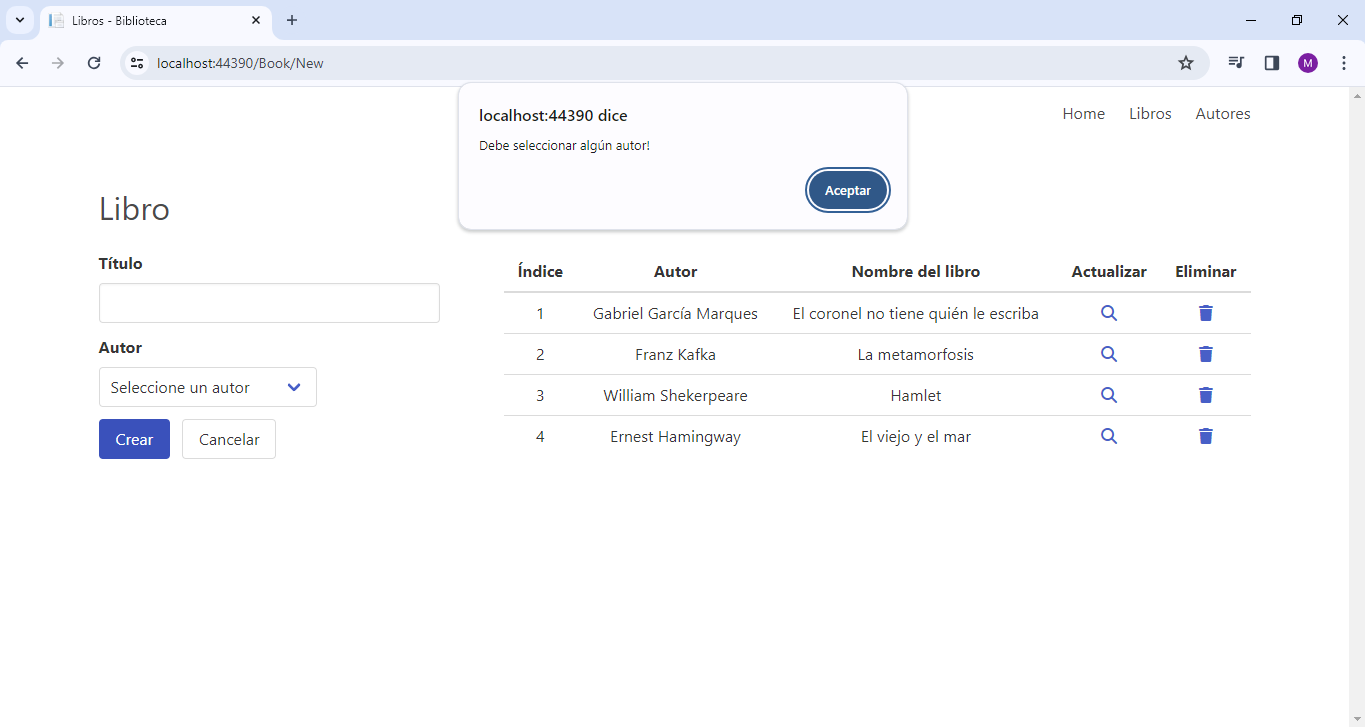 Libros - Biblioteca
localhost:44390/Book/New
M
localhost:44390 dice
Debe seleccionar algún autor!
Aceptar
Home Libros Autores
Libro
Título
Autor
Seleccione un autor
Crear Cancelar
Índice Autor Nombre del libro Actualizar Eliminar
1 Gabriel García Marques El coronel no tiene quién le escriba
2 Franz Kafka La metamorfosis
3 William Shekerpeare Hamlet
4 Ernest Hamingway El viejo y el mar